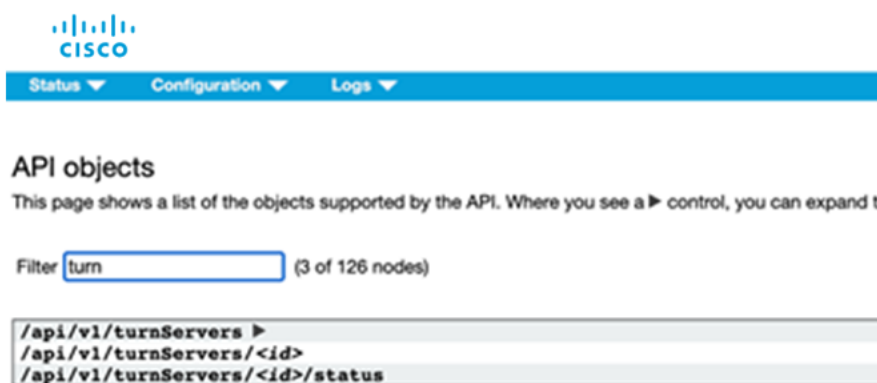 CISCO
Status Configuration Logs
API objects
This page shows a list of the objects supported by the API. Where you see a ▶ control, you can expand t
Filter turn (3 of 126 nodes)
/api/v1/turnServers ▶
/api/v1/turnServers/<id>
/api/v1/turnServers/<id>/status